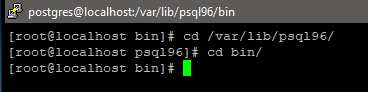 postgres@localhost:/var/lib/psql96/bin
[root@localhost bin]# cd /var/lib/psql96/
[root@localhost psql96]# cd bin/
[root@localhost bin]#